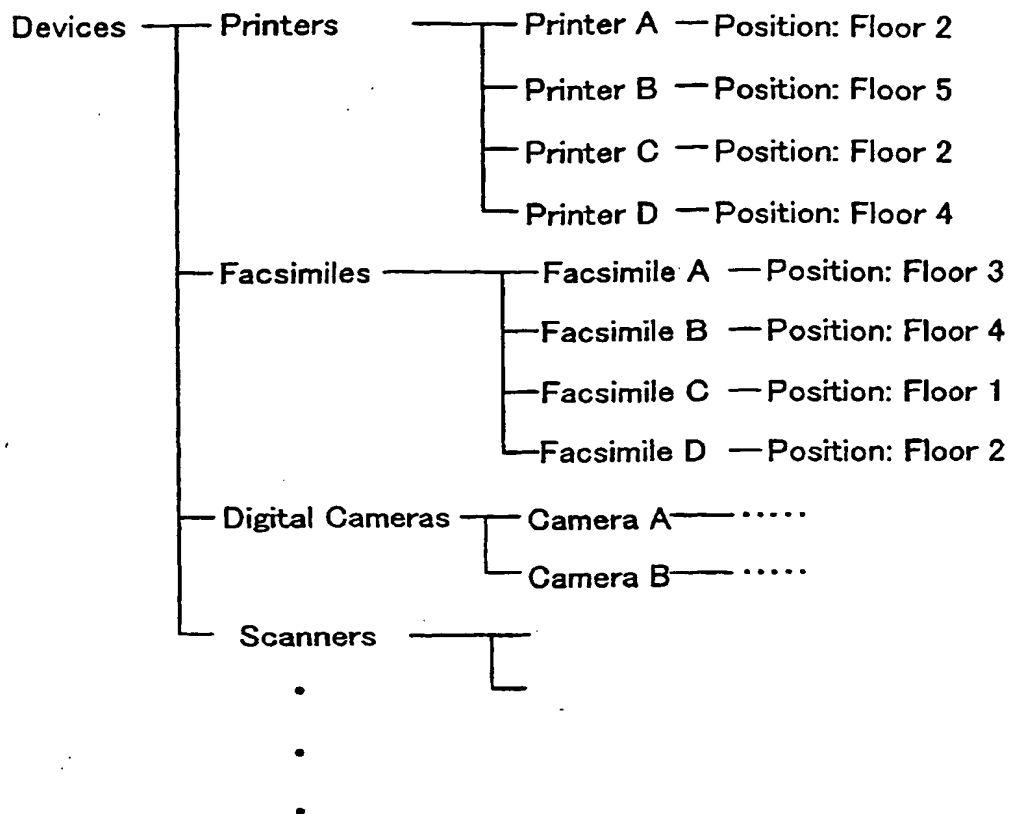 Devices Printers Printer A Position: Floor 2
Printer B Position: Floor 5
Printer C Position: Floor 2
Printer D Position: Floor 4
Facsimiles Facsimile A Position: Floor 3
Facsimile B Position: Floor 4
Facsimile C Position: Floor 1
Facsimile D Position: Floor 2
Digital Cameras Camera A .....
Camera B .....
Scanners